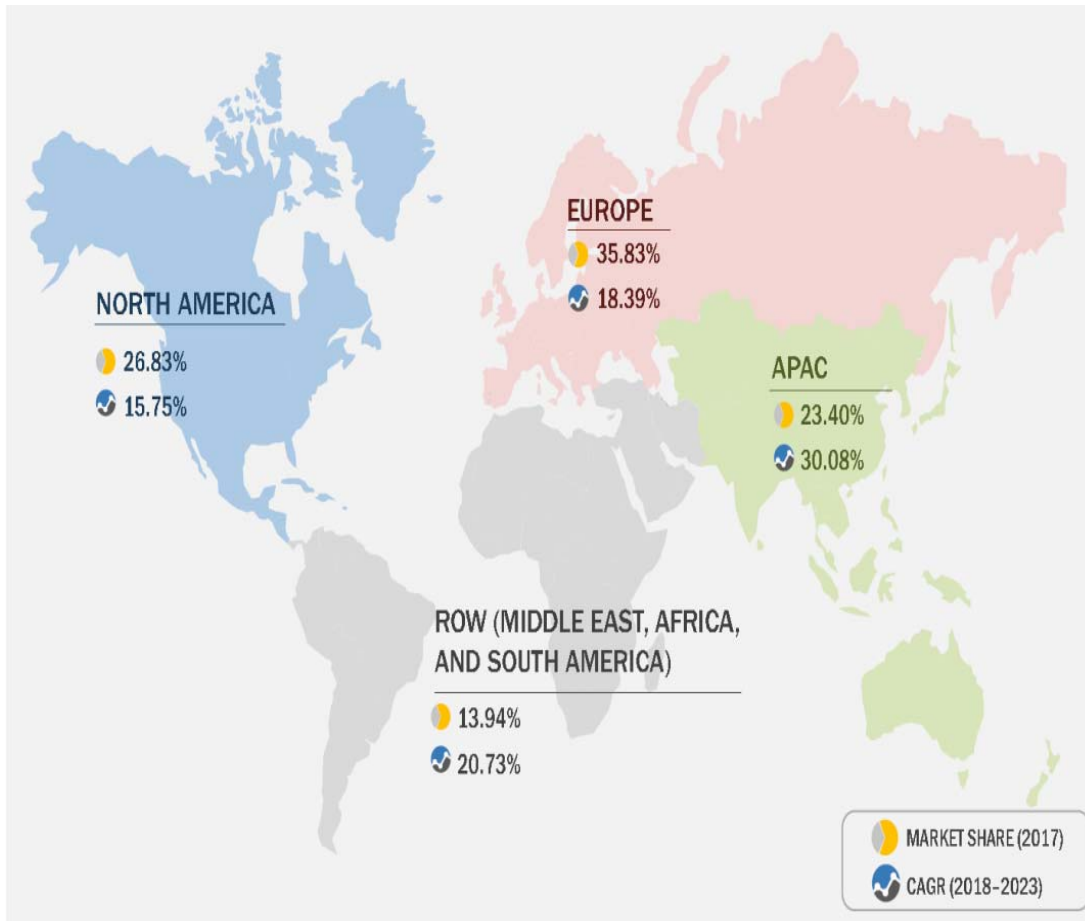 EUROPE
35.83%
18.39%
NORTH AMERICA
26.83%
15.75%
APAC
23.40%
30.08%
ROW (MIDDLE EAST, AFRICA,
AND SOUTH AMERICA)
13.94%
20.73%
MARKET SHARE (2017)
CAGR (2018–2023)